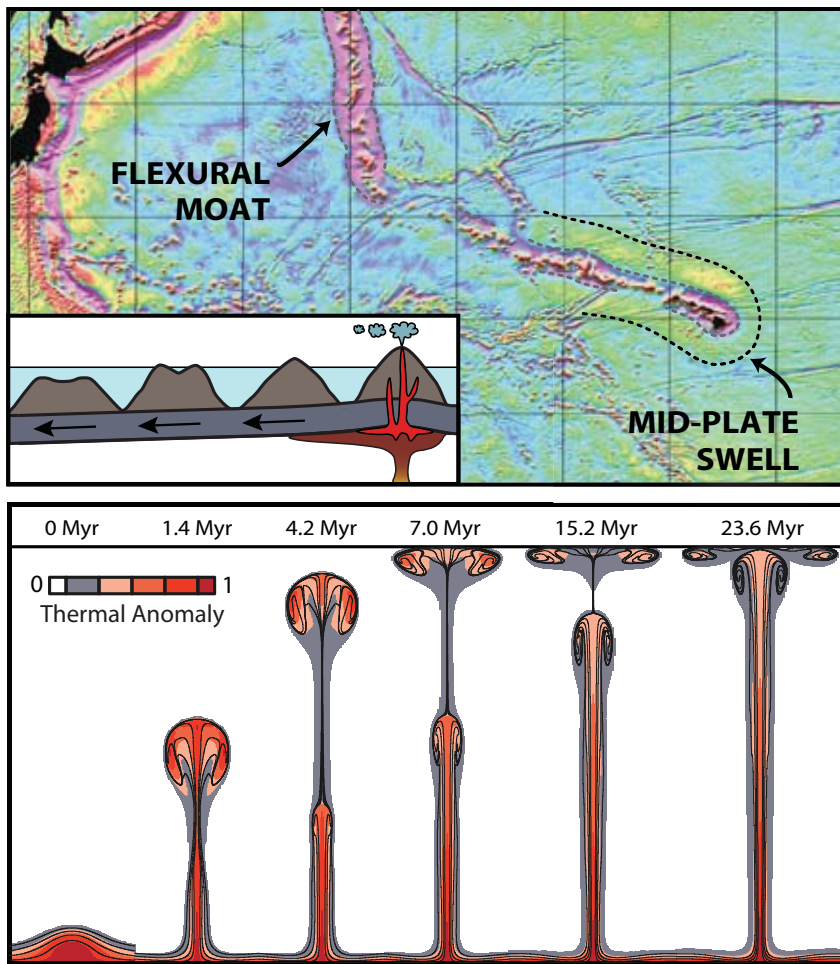 FLEXURAL
MOAT
MID-PLATE
SWELL
0 Myr 1.4 Myr 4.2 Myr 7.0 Myr 15.2 Myr 23.6 Myr
0 1
Thermal Anomaly